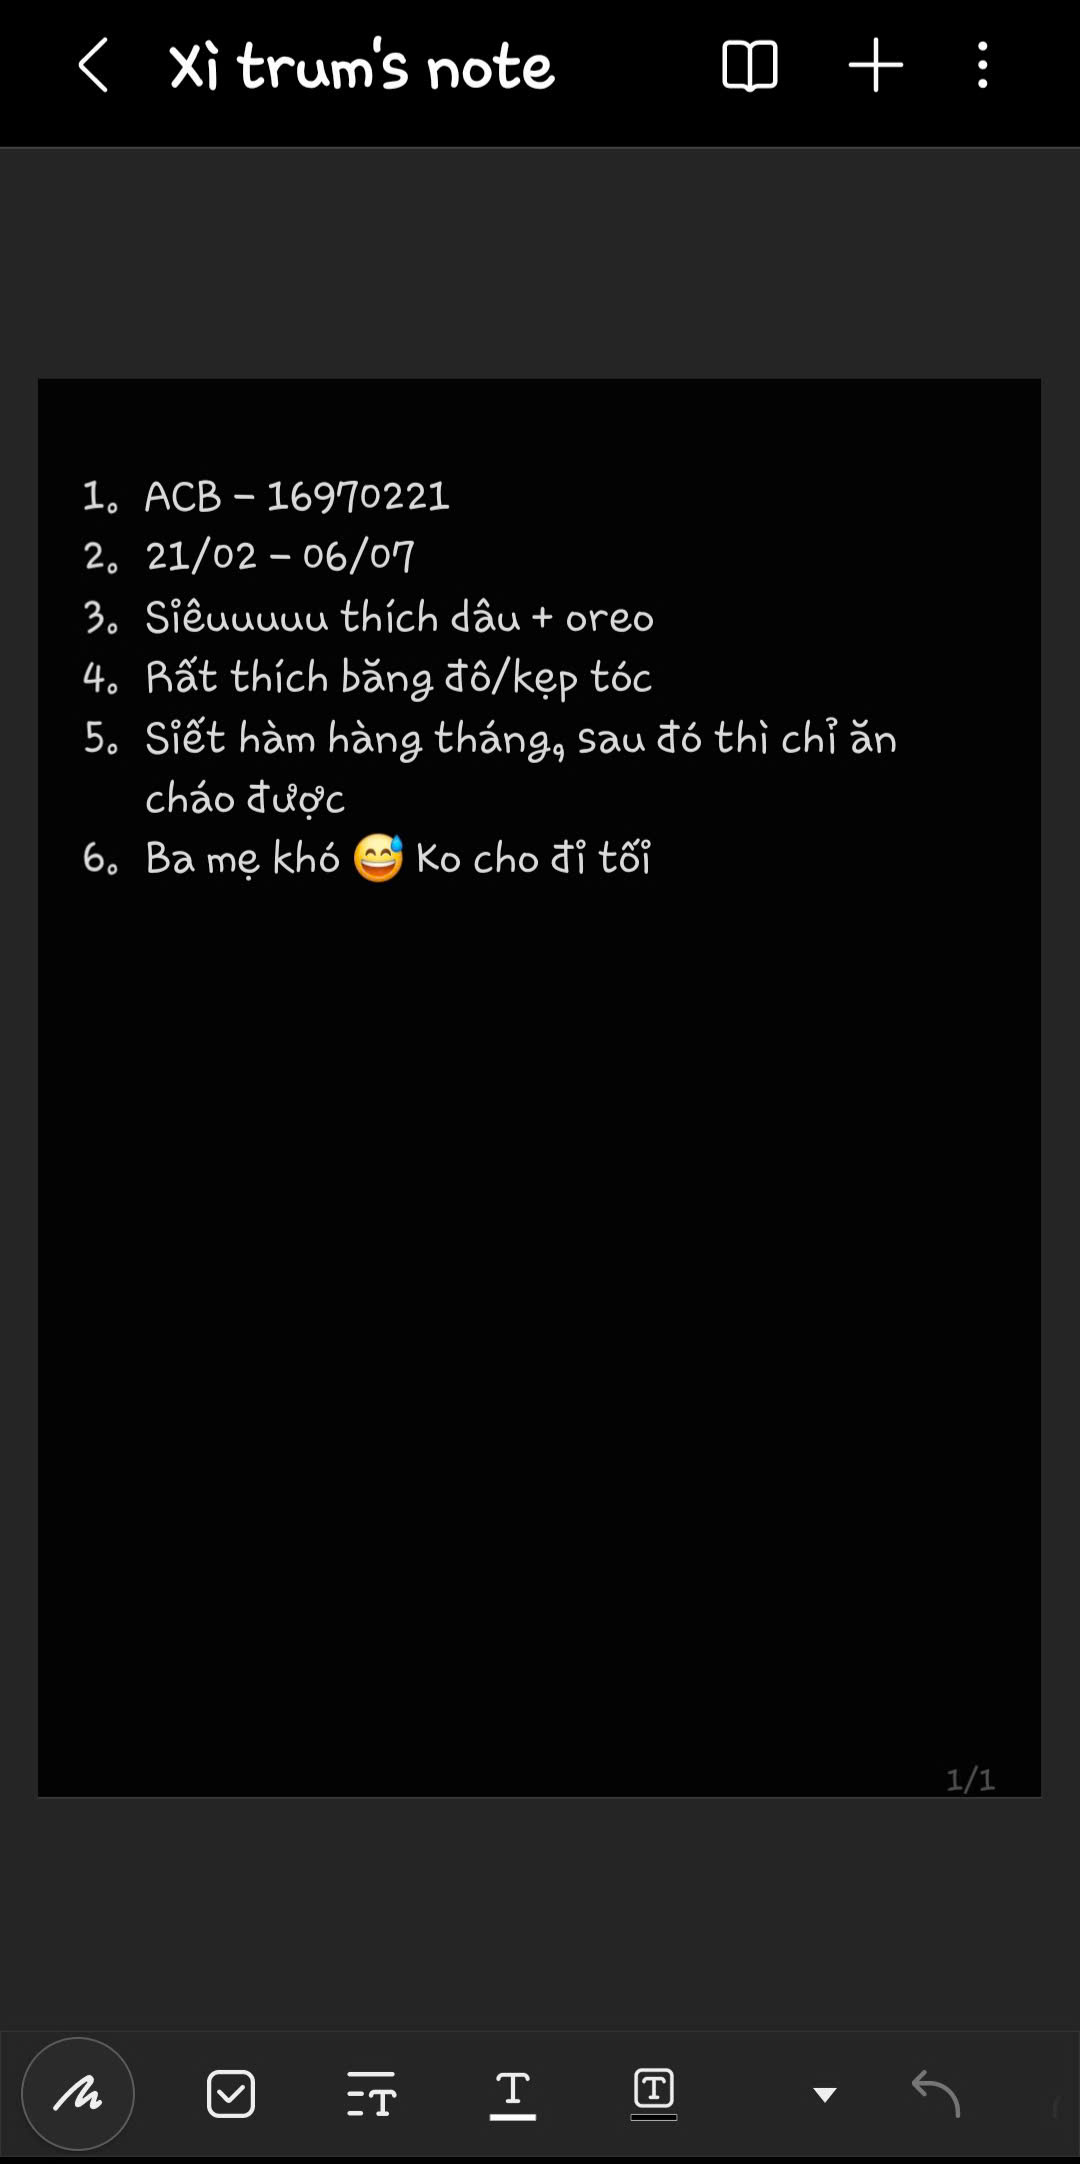 Xì trum's note
1. ACB - 16970221
2. 21/02 - 06/07
3. Siêuuuuu thích dâu + oreo
4. Rất thích băng đô/kẹp tóc
5. Siết hàm hàng tháng, sau đó thì chỉ ăn
cháo được
6. Ba mẹ khó 😅 Ko cho đi tối
1/1